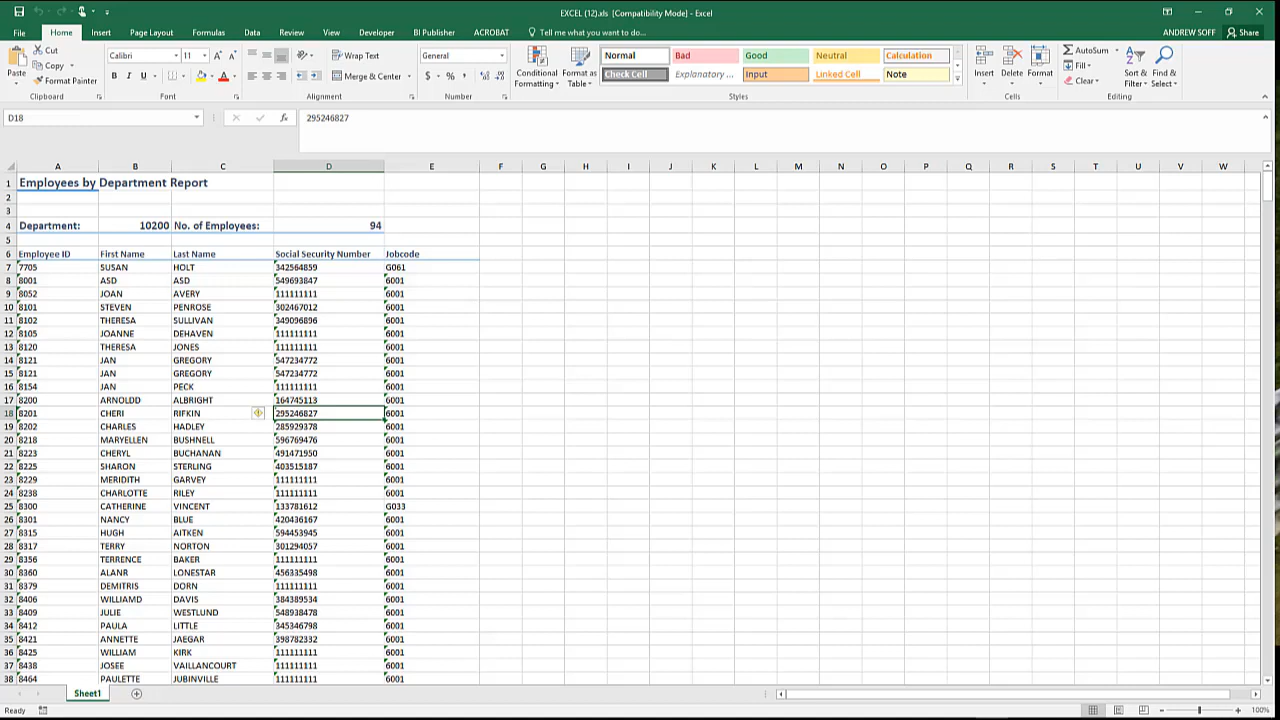 EXCEL (12).xls [Compatibility Mode] - Excel
File Home Insert Page Layout Formulas Data Review View Developer BI Publisher ACROBAT Tell me what you want to do... ANDREW SOFF Share
Paste Cut Copy Format Painter Clipboard
Calibri 11 A A B I U A Font
Wrap Text Merge & Center Alignment
General $ % , Number
Conditional Formatting Format as Table
Normal Bad Good Neutral Calculation
Check Cell Explanatory ... Input Linked Cell Note
Styles
Insert Delete Format Cells
AutoSum Fill Clear Sort & Filter Find & Select Editing
D18 fx 295246827
A B C D E F G H I J K L M N O P Q R S T U V W
1 Employees by Department Report
2
3
4 Department: 10200 No. of Employees: 94
5
6 Employee ID First Name Last Name Social Security Number Jobcode
7 7705 SUSAN HOLT 342564859 G061
8 8001 ASD ASD 549693847 6001
9 8052 JOAN AVERY 111111111 6001
10 8101 STEVEN PENROSE 302467012 6001
11 8102 THERESA SULLIVAN 349096896 6001
12 8105 JOANNE DEHAVEN 111111111 6001
13 8120 THERESA JONES 111111111 6001
14 8121 JAN GREGORY 547234772 6001
15 8121 JAN GREGORY 547234772 6001
16 8154 JAN PECK 111111111 6001
17 8200 ARNOLDD ALBRIGHT 164745113 6001
18 8201 CHERI RIFKIN 295246827 6001
19 8202 CHARLES HADLEY 285929378 6001
20 8218 MARYELLEN BUSHNELL 596769476 6001
21 8223 CHERYL BUCHANAN 491471950 6001
22 8225 SHARON STERLING 403515187 6001
23 8229 MERIDITH GARVEY 111111111 6001
24 8238 CHARLOTTE RILEY 111111111 6001
25 8300 CATHERINE VINCENT 133781612 G033
26 8301 NANCY BLUE 420436167 6001
27 8315 HUGH AITKEN 594453945 6001
28 8317 TERRY NORTON 301294057 6001
29 8356 TERRENCE BAKER 111111111 6001
30 8360 ALANR LONESTAR 456335498 6001
31 8379 DEMITRIS DORN 111111111 6001
32 8406 WILLIAMD DAVIS 384389534 6001
33 8409 JULIE WESTLUND 548938478 6001
34 8412 PAULA LITTLE 345346798 6001
35 8421 ANNETTE JAEGAR 398782332 6001
36 8425 WILLIAM KIRK 111111111 6001
37 8438 JOSEE VAILLANCOURT 111111111 6001
38 8464 PAULETTE JUBINVILLE 111111111 6001
Sheet1
Ready 100%